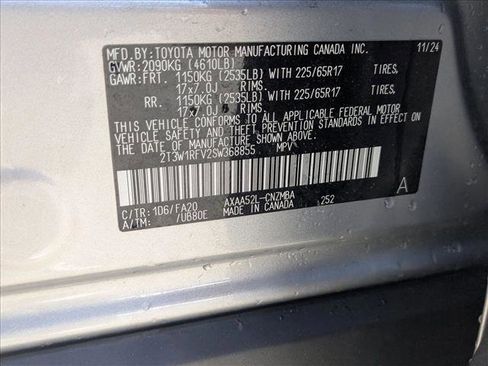 MFD.BY: TOYOTA MOTOR MANUFACTURING CANADA INC. 11/24
GVWR:2090KG (4610LB)
GAWR:FRT. 1150KG (2535LB) WITH 225/65R17 TIRES,
17x7.0J RIMS.
RR. 1150KG (2535LB) WITH 225/65R17 TIRES,
17x7.0J RIMS.
THIS VEHICLE CONFORMS TO ALL APPLICABLE FEDERAL MOTOR
VEHICLE SAFETY AND THEFT PREVENTION STANDARDS IN EFFECT
ON THE DATE OF MANUFACTURE SHOWN ABOVE.
2T3W1RFV2SW368855 MPV
C/TR: 1D6/FA20 AXAA52L-CNZMBA 252 A
A/TM: /UB80E MADE IN CANADA